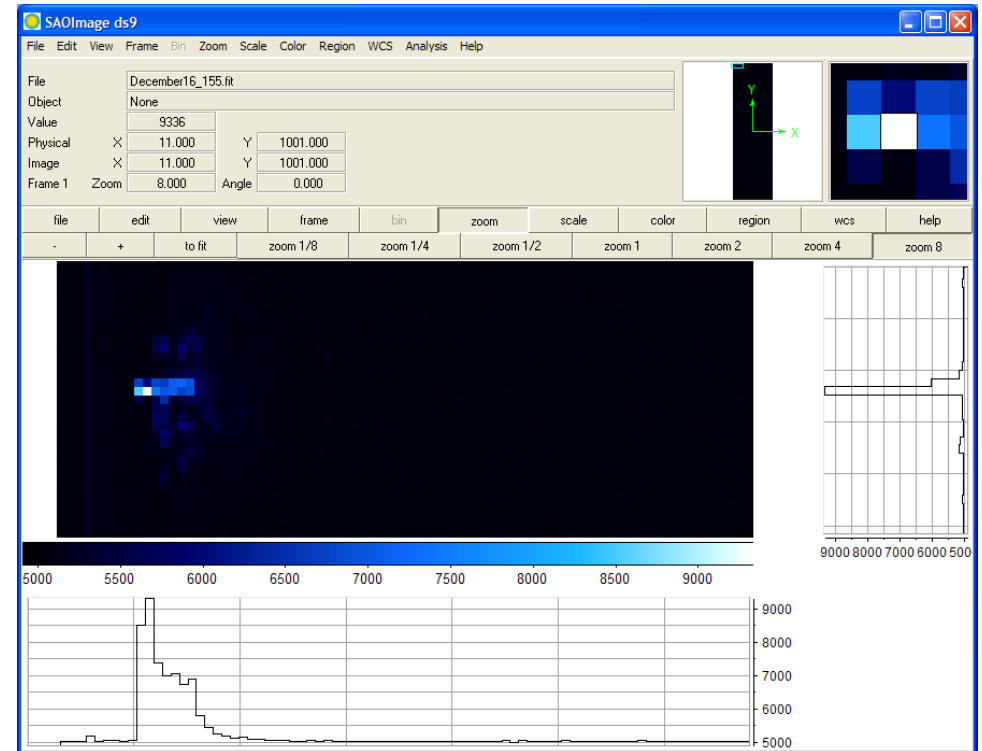 SAOImage ds9
File Edit View Frame Bin Zoom Scale Color Region WCS Analysis Help
File December16_155.fit
Object None
Value 9336
Physical X 11.000 Y 1001.000
Image X 11.000 Y 1001.000
Frame 1 Zoom 8.000 Angle 0.000
Y
X
file edit view frame bin zoom scale color region wcs help
- + to fit zoom 1/8 zoom 1/4 zoom 1/2 zoom 1 zoom 2 zoom 4 zoom 8
9000 8000 7000 6000 500
5000 5500 6000 6500 7000 7500 8000 8500 9000
9000
8000
7000
6000
5000